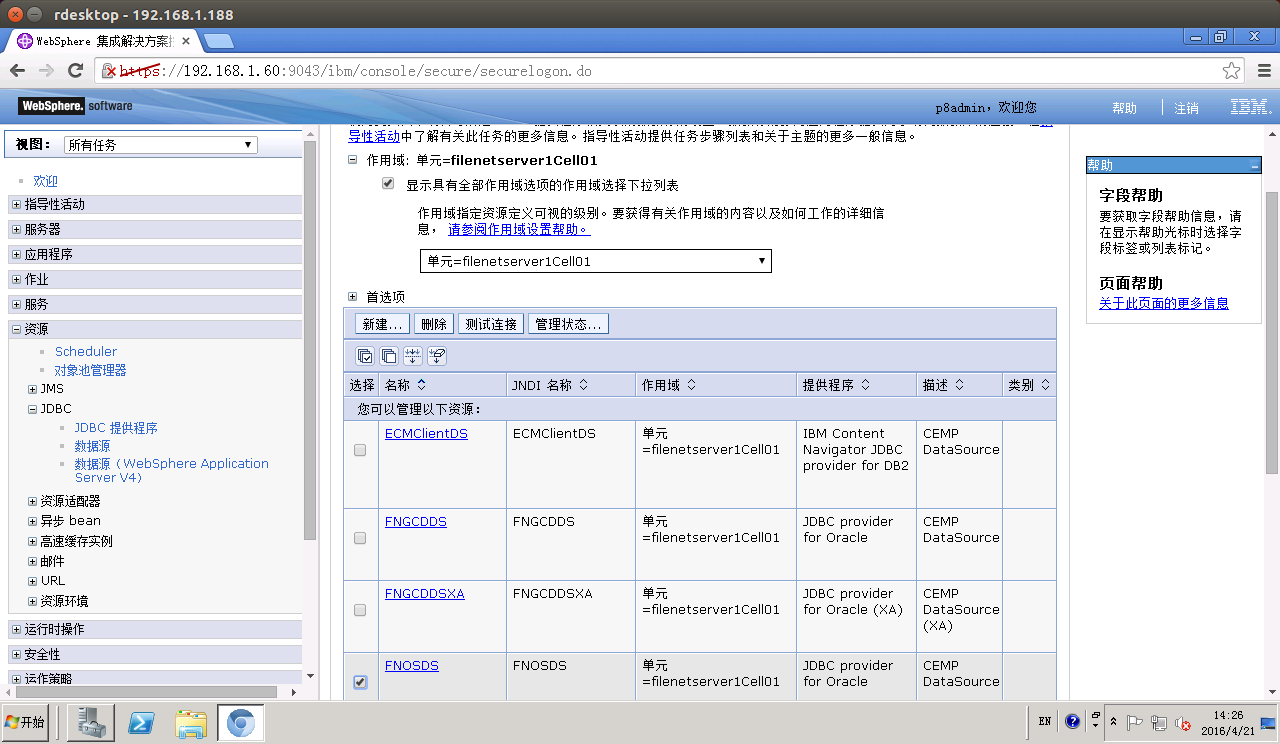 rdesktop - 192.168.1.188
WebSphere 集成解决方案
https://192.168.1.60:9043/ibm/console/secure/securelogon.do
WebSphere. software
p8admin，欢迎您
帮助
注销
IBM.
视图：
所有任务
欢迎
指导性活动
服务器
应用程序
作业
服务
资源
Scheduler
对象池管理器
JMS
JDBC
JDBC 提供程序
数据源
数据源（WebSphere Application
Server V4）
资源适配器
异步 bean
高速缓存实例
邮件
URL
资源环境
运行时操作
安全性
运作策略
导性活动中了解有关此任务的更多信息。指导性活动提供任务步骤列表和关于主题的更多一般信息。
作用域: 单元=filenetserver1Cell01
显示具有全部作用域选项的作用域选择下拉列表
作用域指定资源定义可视的级别。要获得有关作用域的内容以及如何工作的详细信
息， 请参阅作用域设置帮助。
单元=filenetserver1Cell01
首选项
新建... 删除 测试连接 管理状态...
选择 名称 JNDI 名称 作用域 提供程序 描述 类别
您可以管理以下资源：
ECMClientDS ECMClientDS 单元 IBM Content CEMP
=filenetserver1Cell01 Navigator JDBC DataSource
provider for DB2
FNGCDDS FNGCDDS 单元 JDBC provider CEMP
=filenetserver1Cell01 for Oracle DataSource
FNGCDDSXA FNGCDDSXA 单元 JDBC provider CEMP
=filenetserver1Cell01 for Oracle (XA) DataSource
(XA)
FNOSDS FNOSDS 单元 JDBC provider CEMP
=filenetserver1Cell01 for Oracle DataSource
帮助
字段帮助
要获取字段帮助信息，请
在显示帮助光标时选择字
段标签或列表标记。
页面帮助
关于此页面的更多信息
开始
EN
14:26
2016/4/21